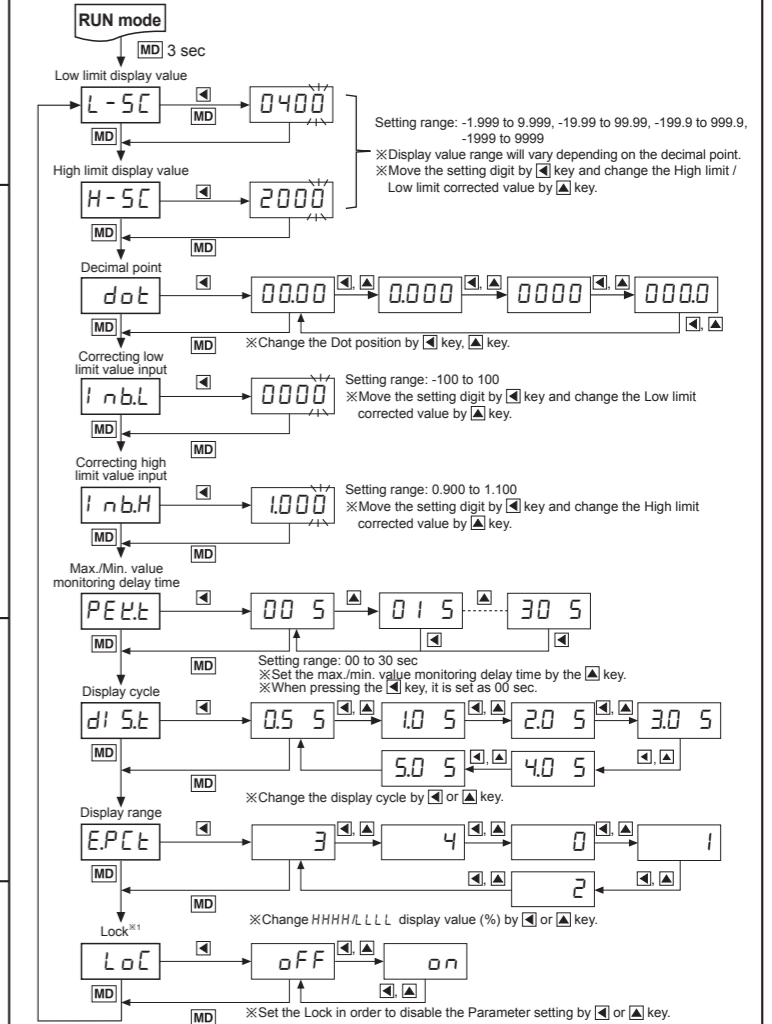 RUN mode
MD 3 sec
Low limit display value
L-SC ◀ MD 0400
MD
Setting range: -1.999 to 9.999, -19.99 to 99.99, -199.9 to 999.9,
-1999 to 9999
※Display value range will vary depending on the decimal point.
※Move the setting digit by ◀ key and change the High limit /
Low limit corrected value by ▲ key.
High limit display value
H-SC ◀ 2000
MD MD
Decimal point
dot ◀ 00.00 ◀, ▲ 0.000 ◀, ▲ 0000 ◀, ▲ 000.0
◀, ▲
MD MD ※Change the Dot position by ◀ key, ▲ key.
Correcting low
limit value input
Inb.L ◀ 0000
Setting range: -100 to 100
※Move the setting digit by ◀ key and change the Low limit
corrected value by ▲ key.
MD MD
Correcting high
limit value input
Inb.H ◀ 1.000
Setting range: 0.900 to 1.100
※Move the setting digit by ◀ key and change the High limit
corrected value by ▲ key.
MD MD
Max./Min. value
monitoring delay time
PEK.t ◀ 00 S ▲ 01 S ▲ 30 S
◀ ◀
MD MD
Setting range: 00 to 30 sec
※Set the max./min. value monitoring delay time by the ▲ key.
※When pressing the ◀ key, it is set as 00 sec.
Display cycle
dIS.t ◀ 0.5 S ◀, ▲ 1.0 S ◀, ▲ 2.0 S ◀, ▲ 3.0 S
5.0 S ◀, ▲ 4.0 S ◀, ▲
MD MD
※Change the display cycle by ◀ or ▲ key.
Display range
E.PCt ◀ 3 ◀, ▲ 4 ◀, ▲ 0 ◀, ▲ 1
◀, ▲ 2 ◀, ▲
MD MD
※Change HHHH/LLLL display value (%) by ◀ or ▲ key.
Lock※1
LoC ◀ oFF ◀, ▲ on
◀, ▲
MD MD
※Set the Lock in order to disable the Parameter setting by ◀ or ▲ key.